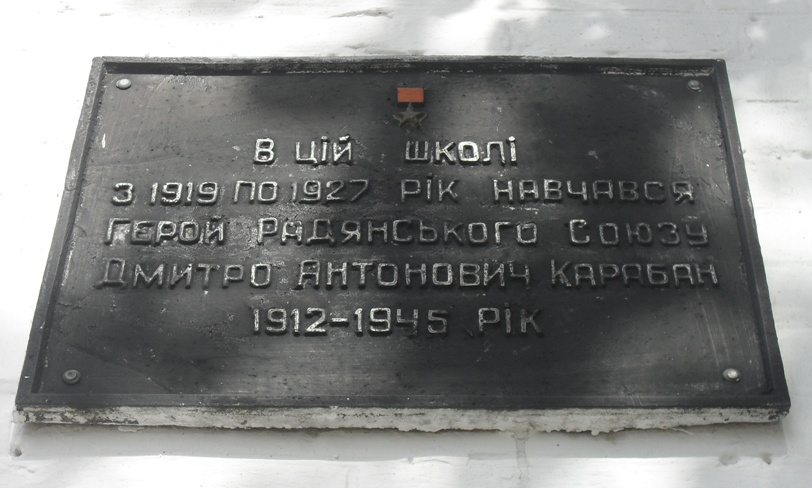 В цій школі
з 1919 по 1927 рік навчався
Герой Радянського Союзу
Дмитро Антонович Карабан
1912-1945 рік